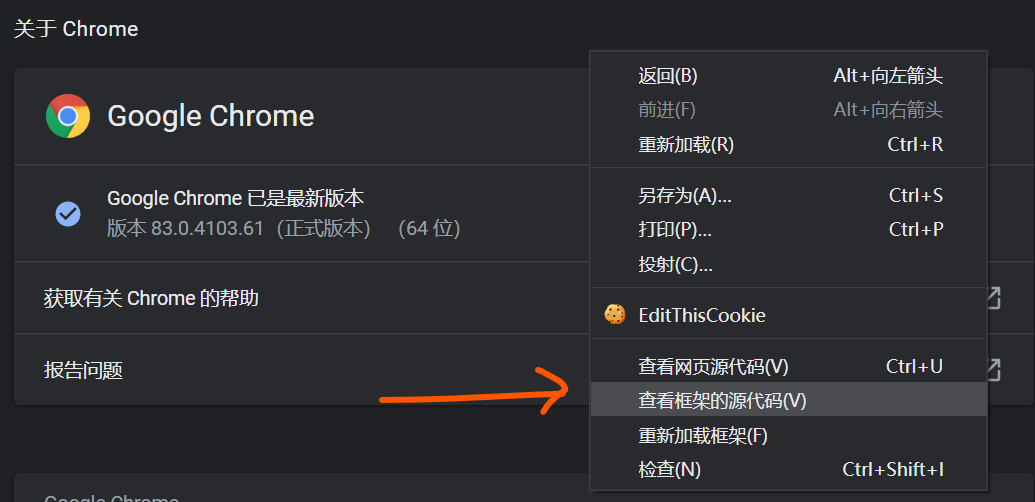 关于 Chrome
Google Chrome
Google Chrome 已是最新版本
版本 83.0.4103.61（正式版本） （64 位）
获取有关 Chrome 的帮助
报告问题
返回(B) Alt+向左箭头
前进(F) Alt+向右箭头
重新加载(R) Ctrl+R
另存为(A)... Ctrl+S
打印(P)... Ctrl+P
投射(C)...
EditThisCookie
查看网页源代码(V) Ctrl+U
查看框架的源代码(V)
重新加载框架(F)
检查(N) Ctrl+Shift+I
Google Chrome